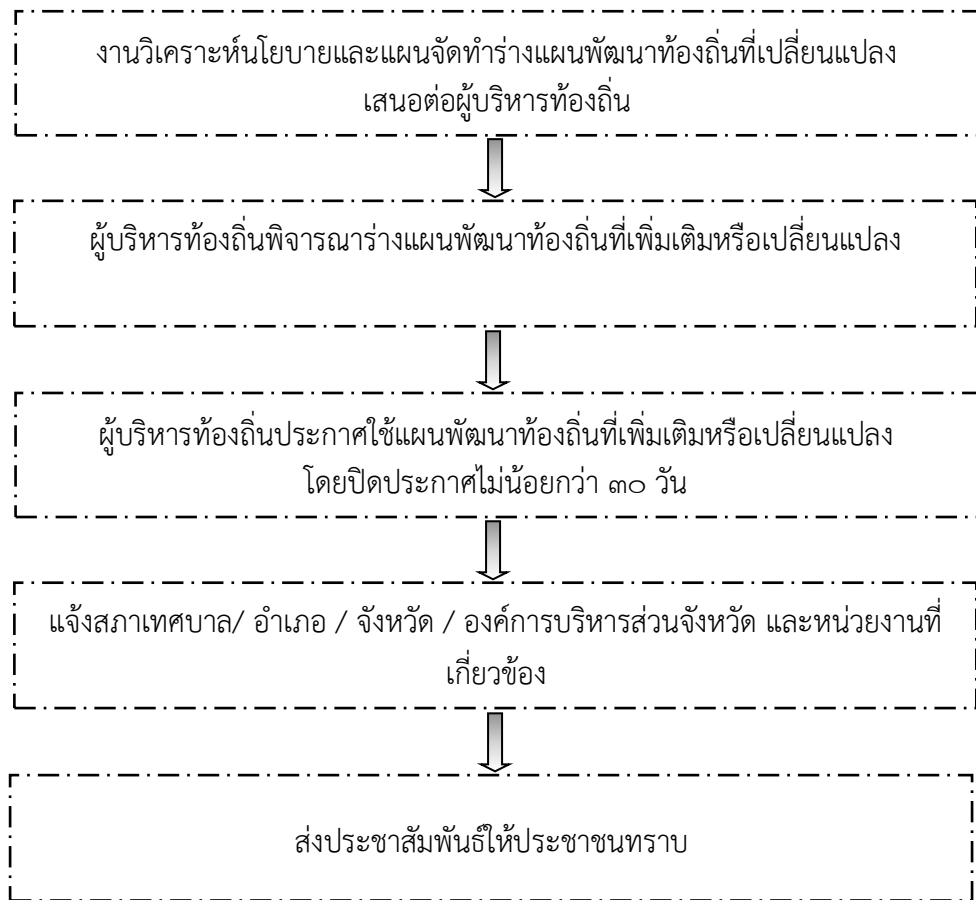 งานวิเคราะห์นโยบายและแผนจัดทำร่างแผนพัฒนาท้องถิ่นที่เปลี่ยนแปลง
เสนอต่อผู้บริหารท้องถิ่น
ผู้บริหารท้องถิ่นพิจารณาร่างแผนพัฒนาท้องถิ่นที่เพิ่มเติมหรือเปลี่ยนแปลง
ผู้บริหารท้องถิ่นประกาศใช้แผนพัฒนาท้องถิ่นที่เพิ่มเติมหรือเปลี่ยนแปลง
โดยปิดประกาศไม่น้อยกว่า ๓๐ วัน
แจ้งสภาเทศบาล/ อำเภอ / จังหวัด / องค์การบริหารส่วนจังหวัด และหน่วยงานที่
เกี่ยวข้อง
ส่งประชาสัมพันธ์ให้ประชาชนทราบ